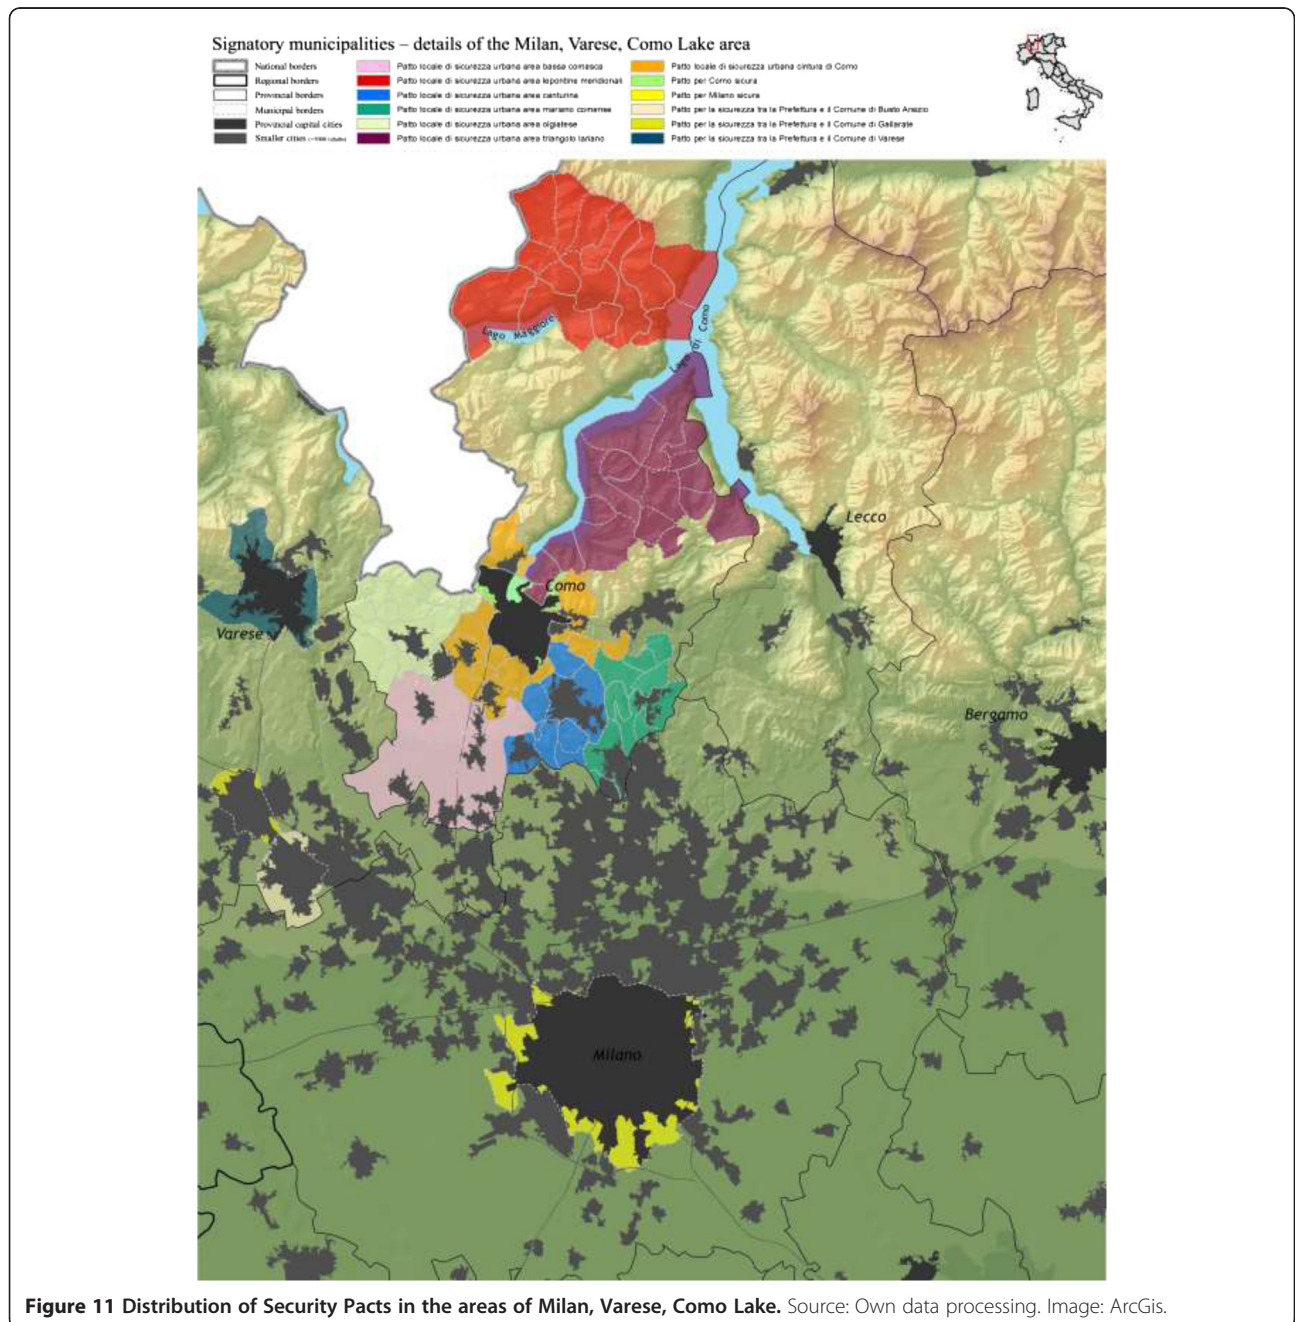 Signatory municipalities – details of the Milan, Varese, Como Lake area
National borders
Regional borders
Provincial borders
Municipal borders
Provincial capital cities
Smaller cities
Patto locale di sicurezza urbana area bassa comasca
Patto locale di sicurezza urbana area lepontina meridionali
Patto locale di sicurezza urbana area canturina
Patto locale di sicurezza urbana area mariano comense
Patto locale di sicurezza urbana area olgiatese
Patto locale di sicurezza urbana area triangolo lariano
Patto locale di sicurezza urbana cintura di Como
Patto per Como sicura
Patto per Milano sicura
Patto per la sicurezza tra la Prefettura e il Comune di Busto Arsizio
Patto per la sicurezza tra la Prefettura e il Comune di Gallarate
Patto per la sicurezza tra la Prefettura e il Comune di Varese
Lago Maggiore
Lago di Como
Lecco
Como
Varese
Bergamo
Milano
Figure 11 Distribution of Security Pacts in the areas of Milan, Varese, Como Lake. Source: Own data processing. Image: ArcGis.